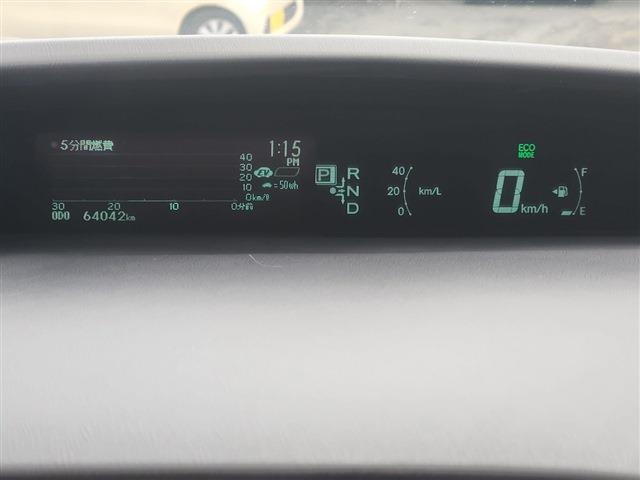 5分間燃費
1:15
PM
40
30
20
10
0km/ℓ
EV
=50Wh
30 20 10 0分前
ODO 64042km
P
R
N
D
40
20
0
km/L
ECO
MODE
0 km/h
F
E